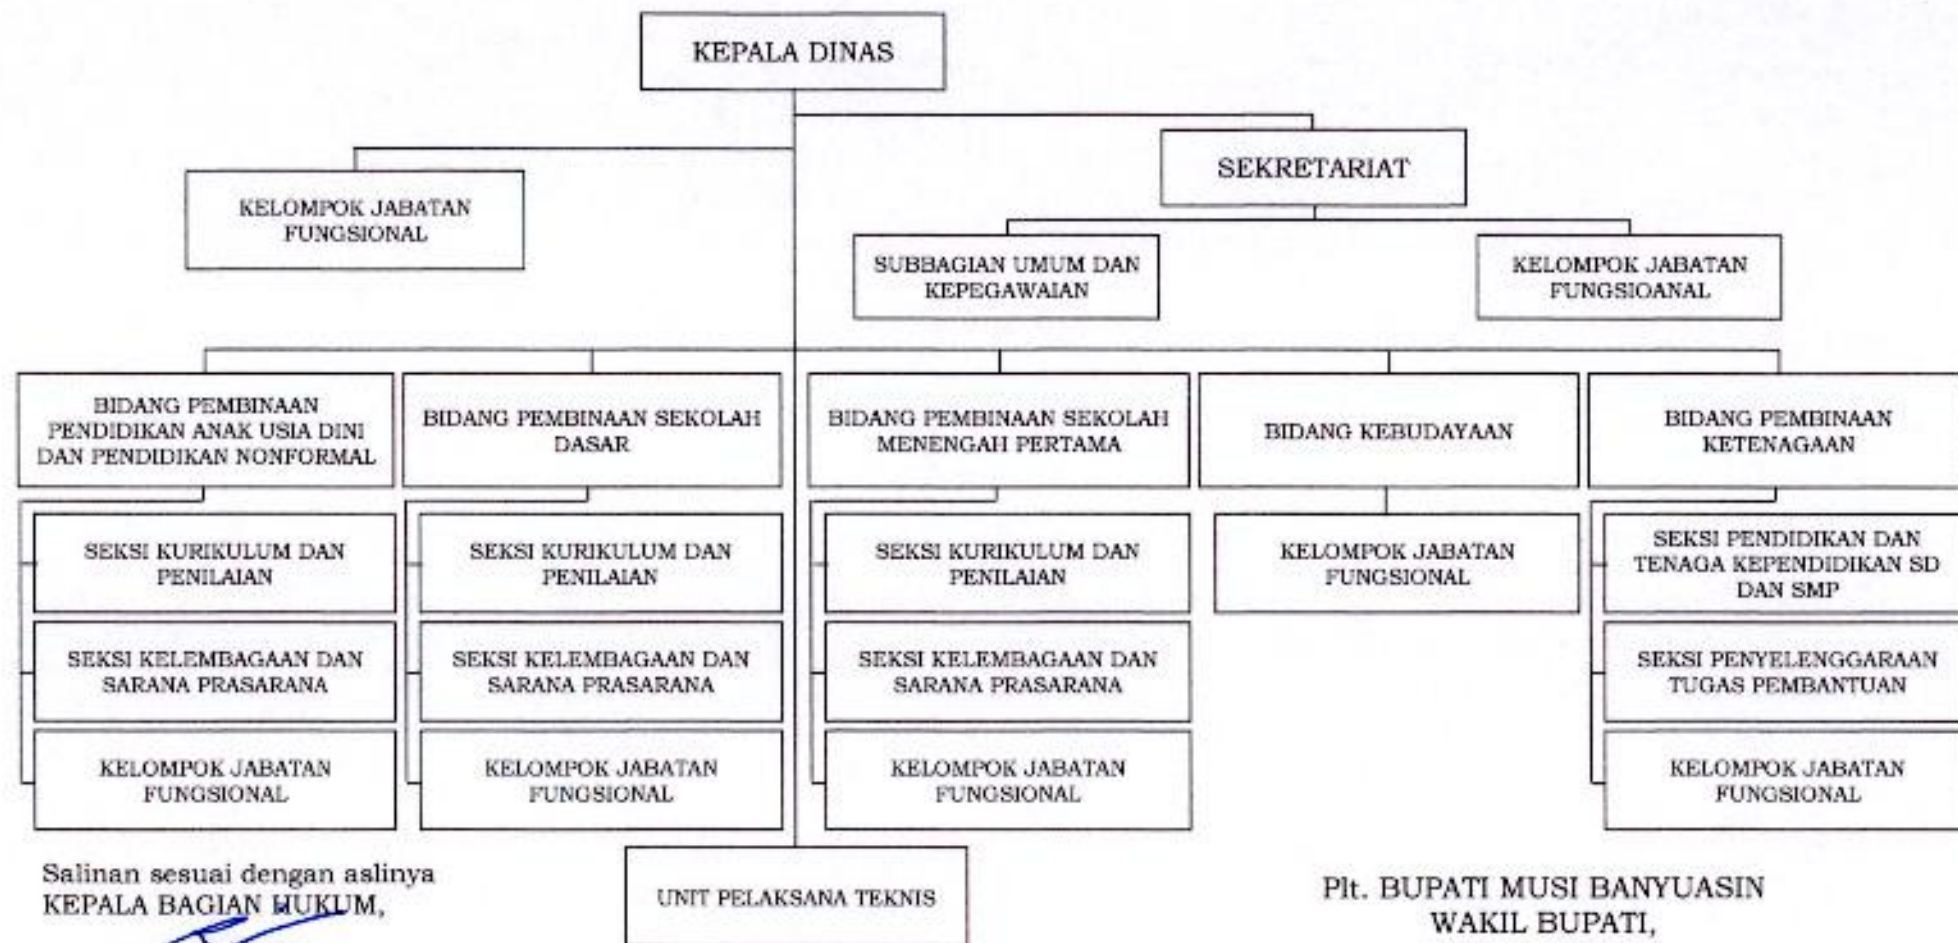 KEPALA DINAS
SEKRETARIAT
KELOMPOK JABATAN
FUNGSIONAL
SUBBAGIAN UMUM DAN
KEPEGAWAIAN
KELOMPOK JABATAN
FUNGSIOANAL
BIDANG PEMBINAAN
PENDIDIKAN ANAK USIA DINI
DAN PENDIDIKAN NONFORMAL
BIDANG PEMBINAAN SEKOLAH
DASAR
BIDANG PEMBINAAN SEKOLAH
MENENGAH PERTAMA
BIDANG KEBUDAYAAN
BIDANG PEMBINAAN
KETENAGAAN
SEKSI KURIKULUM DAN
PENILAIAN
SEKSI KELEMBAGAAN DAN
SARANA PRASARANA
KELOMPOK JABATAN
FUNGSIONAL
SEKSI KURIKULUM DAN
PENILAIAN
SEKSI KELEMBAGAAN DAN
SARANA PRASARANA
KELOMPOK JABATAN
FUNGSIONAL
SEKSI KURIKULUM DAN
PENILAIAN
SEKSI KELEMBAGAAN DAN
SARANA PRASARANA
KELOMPOK JABATAN
FUNGSIONAL
KELOMPOK JABATAN
FUNGSIONAL
SEKSI PENDIDIKAN DAN
TENAGA KEPENDIDIKAN SD
DAN SMP
SEKSI PENYELENGGARAAN
TUGAS PEMBANTUAN
KELOMPOK JABATAN
FUNGSIONAL
UNIT PELAKSANA TEKNIS
Salinan sesuai dengan aslinya
KEPALA BAGIAN HUKUM,
Plt. BUPATI MUSI BANYUASIN
WAKIL BUPATI,